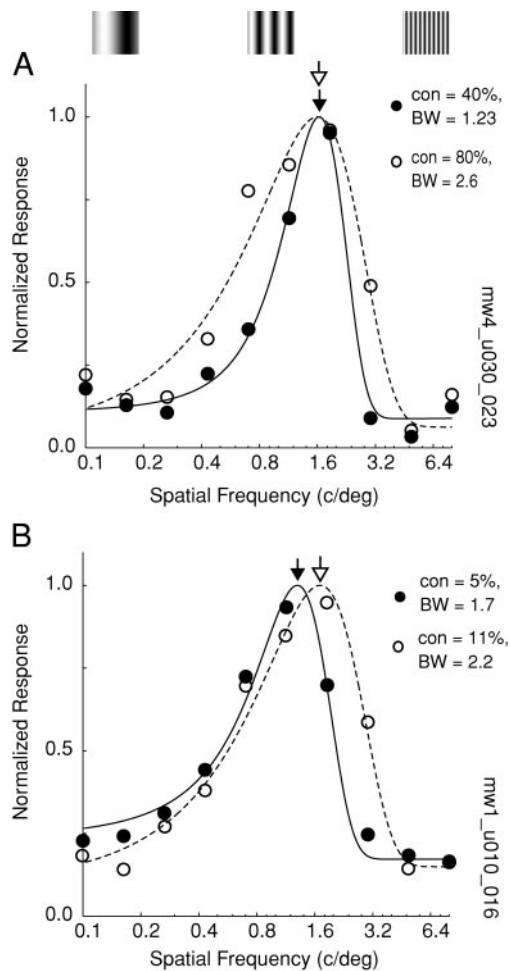 A
con = 40%,
BW = 1.23
con = 80%,
BW = 2.6
1.0
0.5
0.0
Normalized Response
0.1
0.2
0.4
0.8
1.6
3.2
6.4
Spatial Frequency (c/deg)
mw4_u030_023
B
con = 5%,
BW = 1.7
con = 11%,
BW = 2.2
1.0
0.5
0.0
Normalized Response
0.1
0.2
0.4
0.8
1.6
3.2
6.4
Spatial Frequency (c/deg)
mw1_u010_016